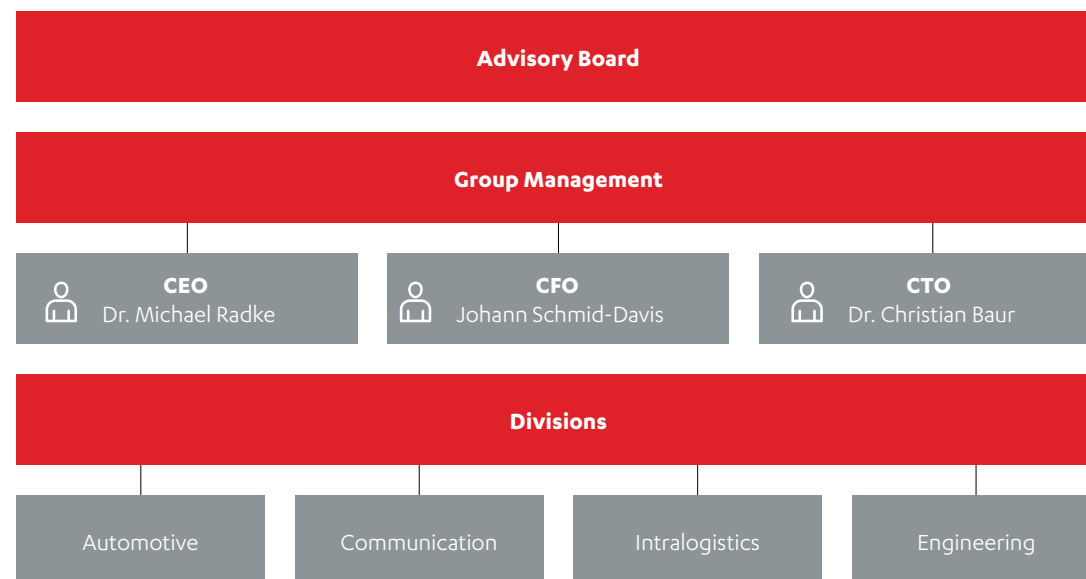 Advisory Board
Group Management
CEO
Dr. Michael Radke
CFO
Johann Schmid-Davis
CTO
Dr. Christian Baur
Divisions
Automotive
Communication
Intralogistics
Engineering